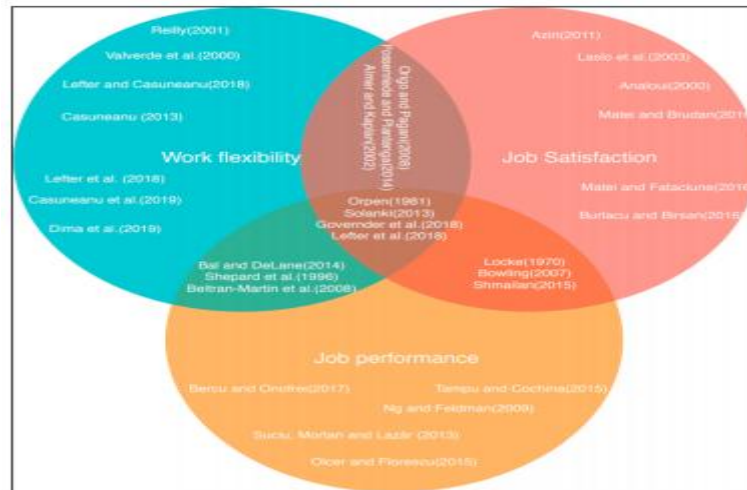 Reilly(2001)
Valverde et al.(2000)
Lefter and Casuneanu(2018)
Casuneanu (2013)
Work flexibility
Lefter et al. (2018)
Casuneanu et al.(2019)
Dima et al.(2019)
Origo and Pagani(2008)
Possenriede and Plantenga(2014)
Almer and Kaplan(2002)
Aziri(2011)
Laslo et al.(2003)
Analoui(2000)
Matei and Brudan(2016)
Job Satisfaction
Matei and
Burlacu and Birsan(2015)
Orpen(1981)
Solanki(2013)
Governder et al.(2018)
Lefter et al.(2018)
Bal and DeLane(2014)
Shepard et al.(1996)
Beltran-Martin et al.(2008)
Locke(1970)
Bowling(2007)
Shmailan(2015)
Job performance
Bercu and Onofrei(2017)
Tampu and Cochina(2015)
Ng and Feldman(2009)
Suciu, Mortan and Lazăr (2013)
Olcer and Florescu(2015)